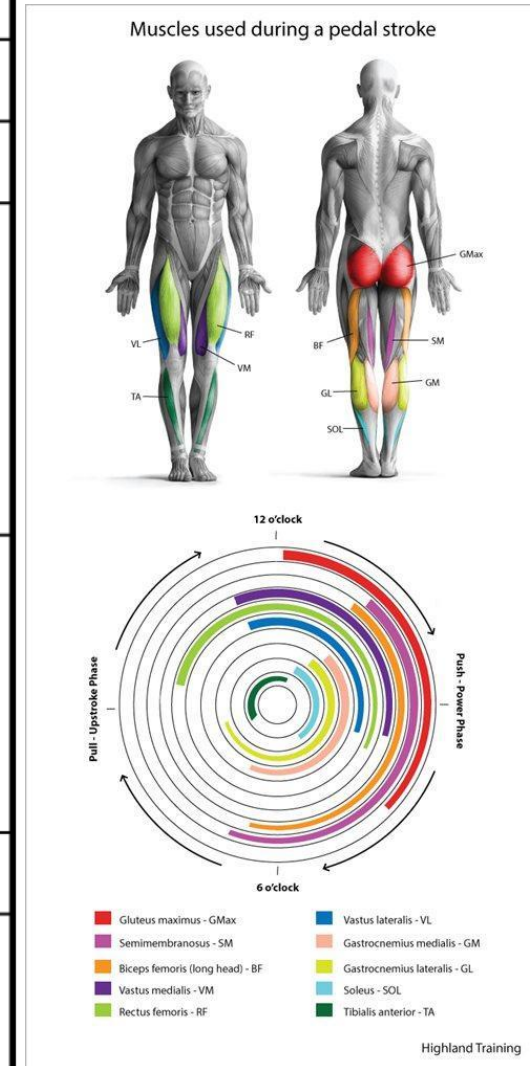 Muscles used during a pedal stroke
GMax
VL
RF
VM
TA
BF
SM
GL
GM
SOL
12 o'clock
Pull - Upstroke Phase
Push - Power Phase
6 o'clock
Gluteus maximus - GMax
Semimembranosus - SM
Biceps femoris (long head) - BF
Vastus medialis - VM
Rectus femoris - RF
Vastus lateralis - VL
Gastrocnemius medialis - GM
Gastrocnemius lateralis - GL
Soleus - SOL
Tibialis anterior - TA
Highland Training